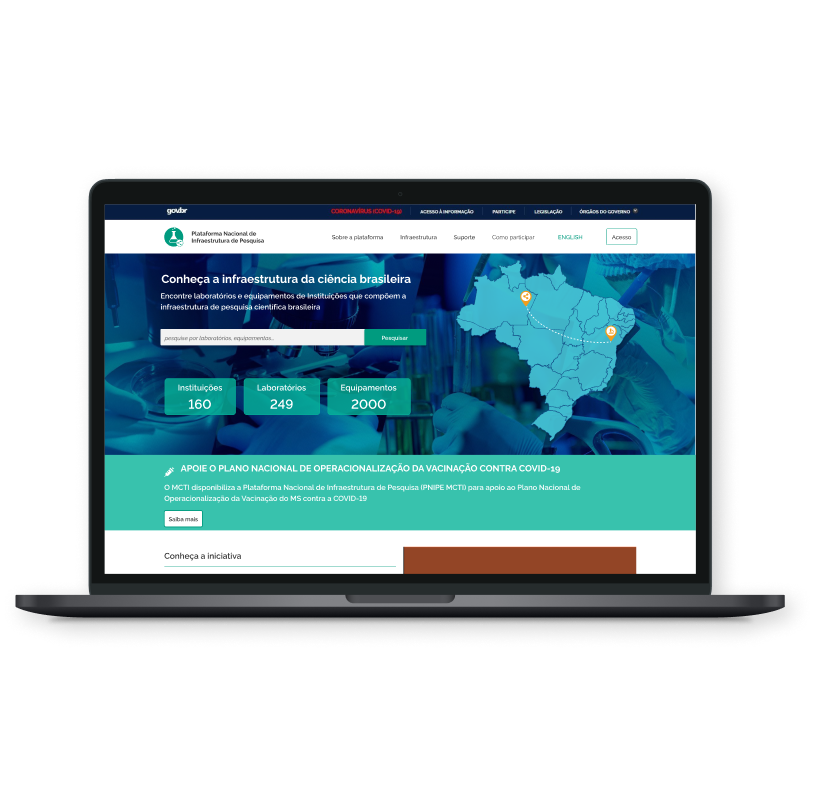 gov.br
CORONAVÍRUS (COVID-19)
ACESSO À INFORMAÇÃO
PARTICIPE
LEGISLAÇÃO
ÓRGÃOS DO GOVERNO
Plataforma Nacional de
Infraestrutura de Pesquisa
Sobre a plataforma
Infraestrutura
Suporte
Como participar
ENGLISH
Acesso
Conheça a infraestrutura da ciência brasileira
Encontre laboratórios e equipamentos de Instituições que compõem a
infraestrutura de pesquisa científica brasileira
pesquise por laboratórios, equipamentos...
Pesquisar
Instituições
160
Laboratórios
249
Equipamentos
2000
APOIE O PLANO NACIONAL DE OPERACIONALIZAÇÃO DA VACINAÇÃO CONTRA COVID-19
O MCTI disponibiliza a Plataforma Nacional de Infraestrutura de Pesquisa (PNIPE MCTI) para apoio ao Plano Nacional de
Operacionalização da Vacinação do MS contra a COVID-19
Saiba mais
Conheça a iniciativa